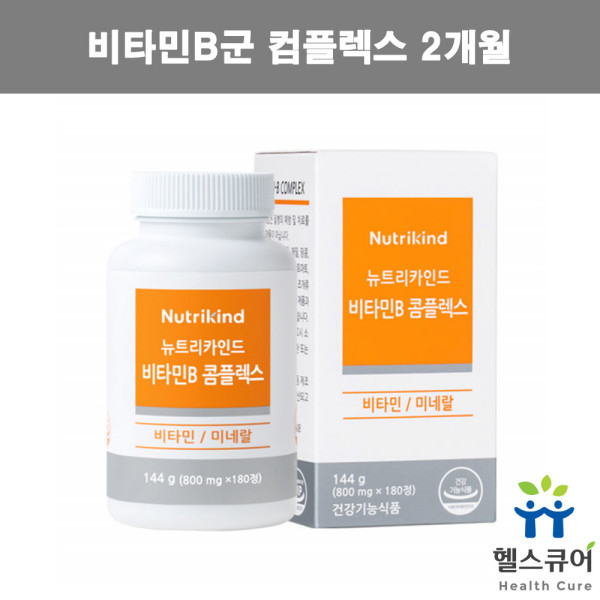 비타민B군 컴플렉스 2개월
B COMPLEX
Nutrikind
뉴트리카인드
비타민B 콤플렉스
비타민 / 미네랄
144 g
(800 mg ×180정)
건강기능식품
건강
기능식품
Nutrikind
뉴트리카인드
비타민B 콤플렉스
비타민 / 미네랄
144 g (800 mg ×180정)
헬스큐어
Health Cure